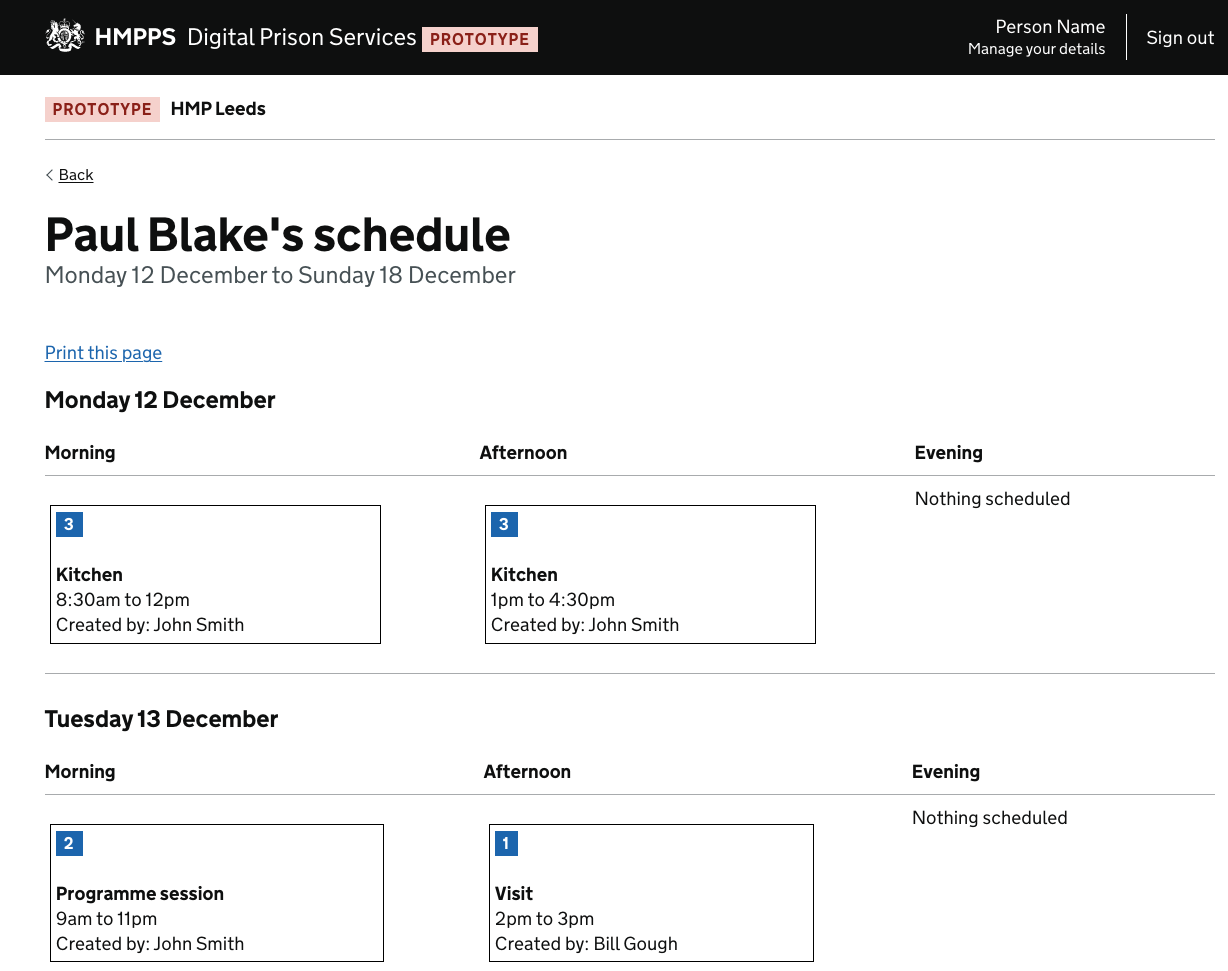 HMPPS Digital Prison Services PROTOTYPE
Person Name
Manage your details
Sign out
PROTOTYPE HMP Leeds
Back
Paul Blake's schedule
Monday 12 December to Sunday 18 December
Print this page
Monday 12 December
Morning Afternoon Evening
3
Kitchen
8:30am to 12pm
Created by: John Smith
3
Kitchen
1pm to 4:30pm
Created by: John Smith
Nothing scheduled
Tuesday 13 December
Morning Afternoon Evening
2
Programme session
9am to 11pm
Created by: John Smith
1
Visit
2pm to 3pm
Created by: Bill Gough
Nothing scheduled